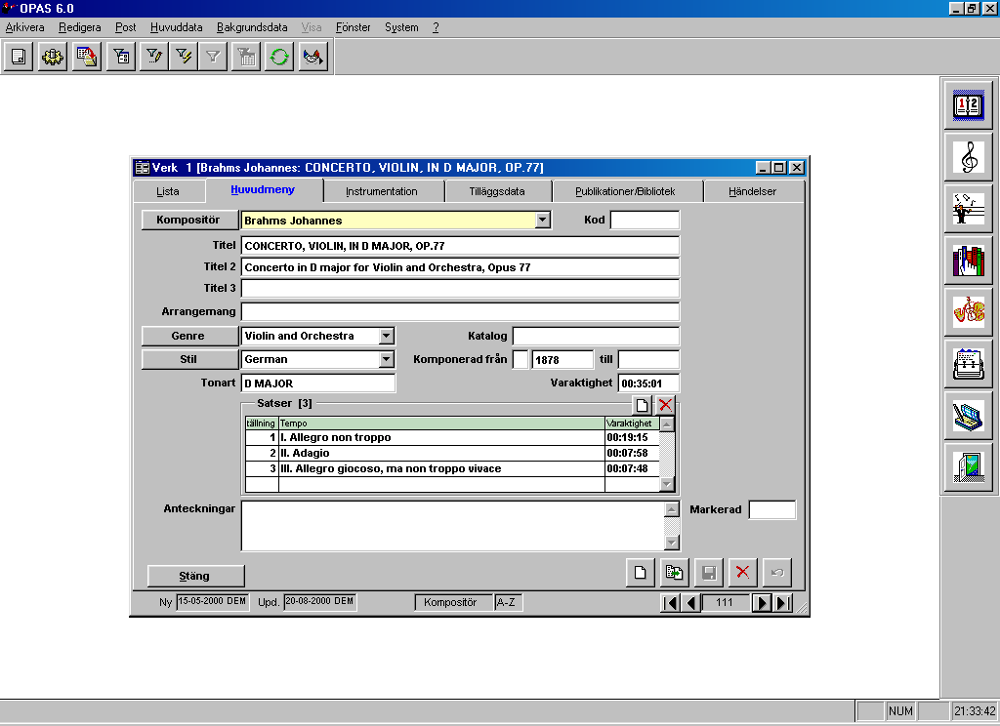 OPAS 6.0
Arkivera Redigera Post Huvuddata Bakgrundsdata Visa Fönster System ?
1 2
Verk 1 [Brahms Johannes: CONCERTO, VIOLIN, IN D MAJOR, OP.77]
Lista Huvudmeny Instrumentation Tilläggsdata Publikationer/Bibliotek Händelser
Kompositör Brahms Johannes Kod
Titel CONCERTO, VIOLIN, IN D MAJOR, OP.77
Titel 2 Concerto in D major for Violin and Orchestra, Opus 77
Titel 3
Arrangemang
Genre Violin and Orchestra Katalog
Stil German Komponerad från 1878 till
Tonart D MAJOR Varaktighet 00:35:01
Satser [3]
tällning Tempo Varaktighet
1 I. Allegro non troppo 00:19:15
2 II. Adagio 00:07:58
3 III. Allegro giocoso, ma non troppo vivace 00:07:48
Anteckningar Markerad
Stäng
Ny 15-05-2000 DEM Upd. 20-08-2000 DEM Kompositör A-Z 111
NUM 21:33:42